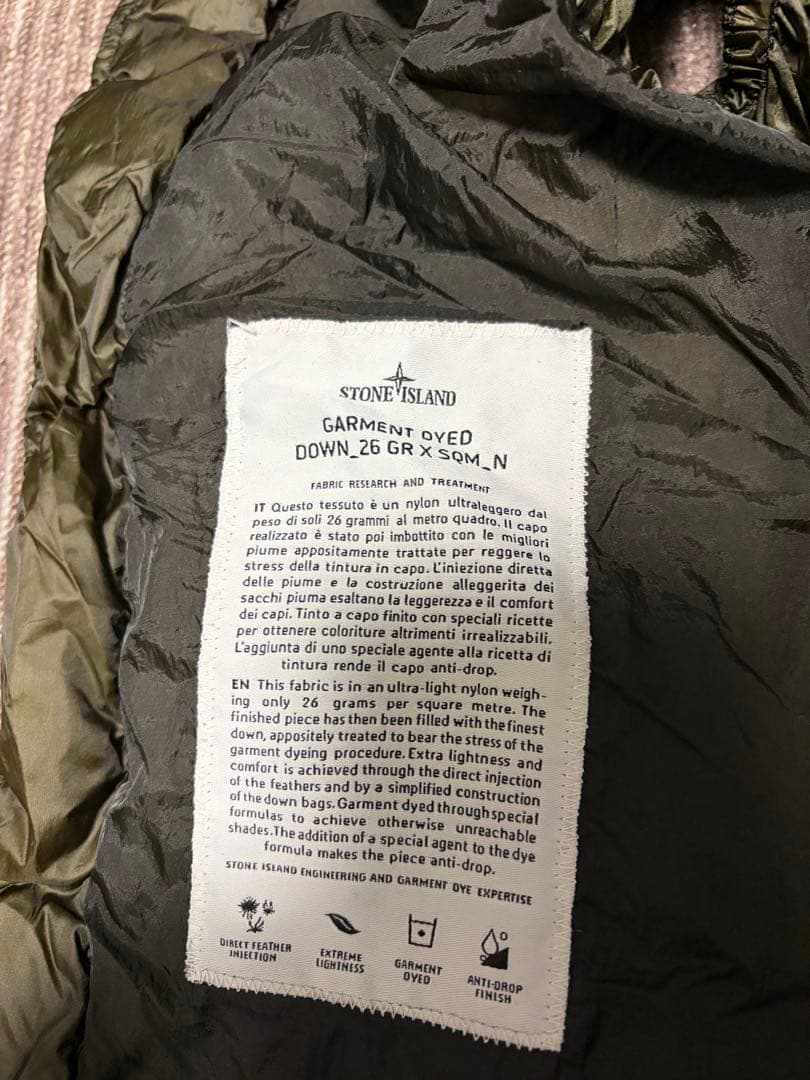 STONE ISLAND
GARMENT DYED
DOWN_26 GR X SQM_N
FABRIC RESEARCH AND TREATMENT
IT Questo tessuto è un nylon ultraleggero dal
peso di soli 26 grammi al metro quadro. Il capo
realizzato è stato poi imbottito con le migliori
piume appositamente trattate per reggere lo
stress della tintura in capo. L'iniezione diretta
delle piume e la costruzione alleggerita dei
sacchi piuma esaltano la leggerezza e il comfort
dei capi. Tinto a capo finito con speciali ricette
per ottenere coloriture altrimenti irrealizzabili.
L'aggiunta di uno speciale agente alla ricetta di
tintura rende il capo anti-drop.
EN This fabric is in an ultra-light nylon weigh-
ing only 26 grams per square metre. The
finished piece has then been filled with the finest
down, appositely treated to bear the stress of the
garment dyeing procedure. Extra lightness and
comfort is achieved through the direct injection
of the feathers and by a simplified construction
of the down bags. Garment dyed through special
formulas to achieve otherwise unreachable
shades. The addition of a special agent to the dye
formula makes the piece anti-drop.
STONE ISLAND ENGINEERING AND GARMENT DYE EXPERTISE
DIRECT FEATHER
INJECTION
EXTREME
LIGHTNESS
GARMENT
DYED
ANTI-DROP
FINISH